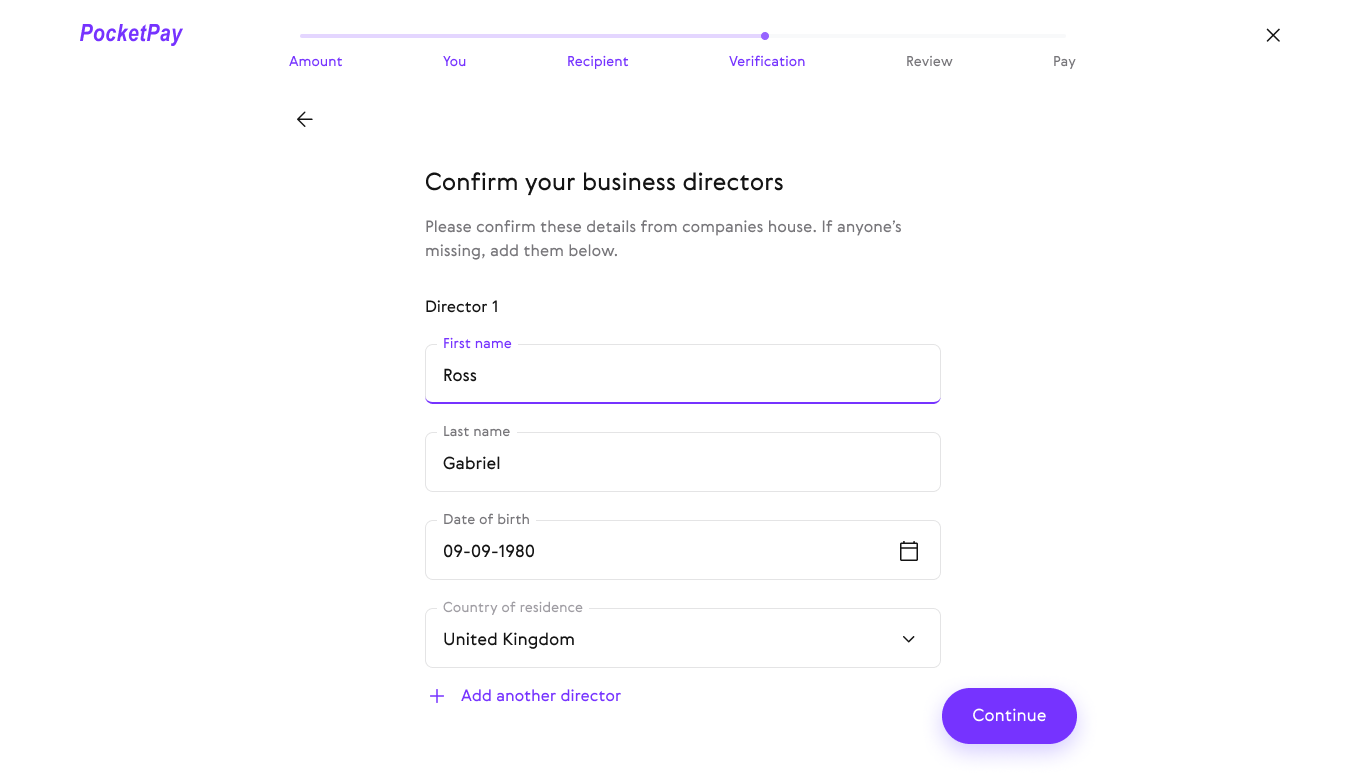 PocketPay
Amount
You
Recipient
Verification
Review
Pay
Confirm your business directors
Please confirm these details from companies house. If anyone's
missing, add them below.
Director 1
First name
Ross
Last name
Gabriel
Date of birth
09-09-1980
Country of residence
United Kingdom
Add another director
Continue